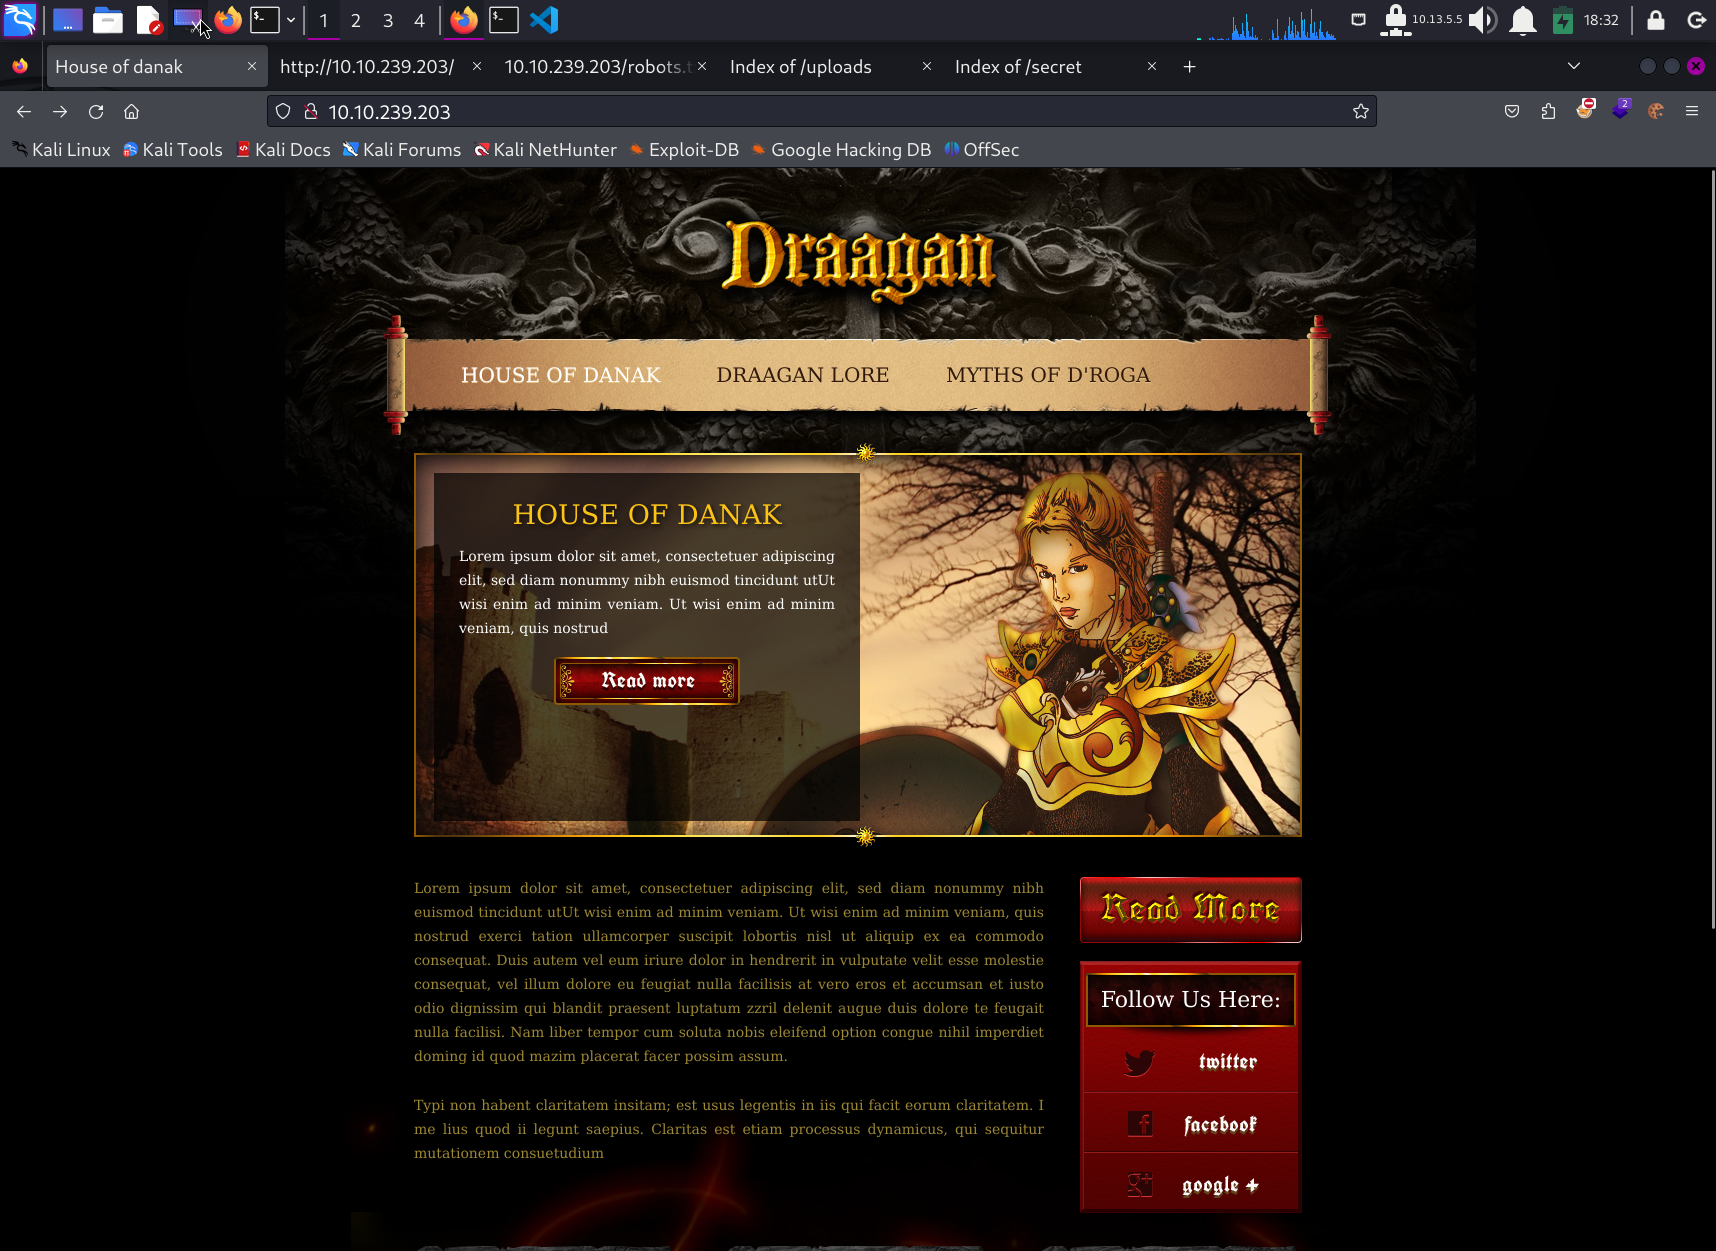 1 2 3 4 10.13.5.5 18:32
House of danak http://10.10.239.203/ 10.10.239.203/robots.t Index of /uploads Index of /secret
10.10.239.203 2
Kali Linux Kali Tools Kali Docs Kali Forums Kali NetHunter Exploit-DB Google Hacking DB OffSec
Draagan
HOUSE OF DANAK DRAAGAN LORE MYTHS OF D'ROGA
HOUSE OF DANAK
Lorem ipsum dolor sit amet, consectetuer adipiscing
elit, sed diam nonummy nibh euismod tincidunt utUt
wisi enim ad minim veniam. Ut wisi enim ad minim
veniam, quis nostrud
Read more
Lorem ipsum dolor sit amet, consectetuer adipiscing elit, sed diam nonummy nibh
euismod tincidunt utUt wisi enim ad minim veniam. Ut wisi enim ad minim veniam, quis
nostrud exerci tation ullamcorper suscipit lobortis nisl ut aliquip ex ea commodo
consequat. Duis autem vel eum iriure dolor in hendrerit in vulputate velit esse molestie
consequat, vel illum dolore eu feugiat nulla facilisis at vero eros et accumsan et iusto
odio dignissim qui blandit praesent luptatum zzril delenit augue duis dolore te feugait
nulla facilisi. Nam liber tempor cum soluta nobis eleifend option congue nihil imperdiet
doming id quod mazim placerat facer possim assum.
Typi non habent claritatem insitam; est usus legentis in iis qui facit eorum claritatem. I
me lius quod ii legunt saepius. Claritas est etiam processus dynamicus, qui sequitur
mutationem consuetudium
Read More
Follow Us Here:
twitter
facebook
google +